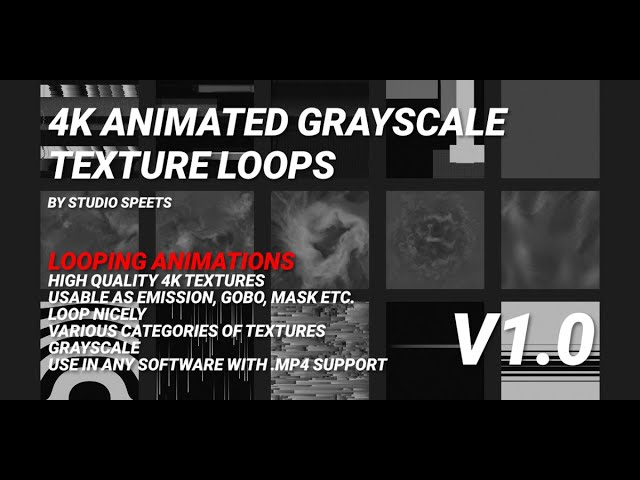 4K ANIMATED GRAYSCALE
TEXTURE LOOPS
BY STUDIO SPEETS
LOOPING ANIMATIONS
HIGH QUALITY 4K TEXTURES
USABLE AS EMISSION, GOBO, MASK ETC.
LOOP NICELY
VARIOUS CATEGORIES OF TEXTURES
GRAYSCALE
USE IN ANY SOFTWARE WITH .MP4 SUPPORT
V1.0